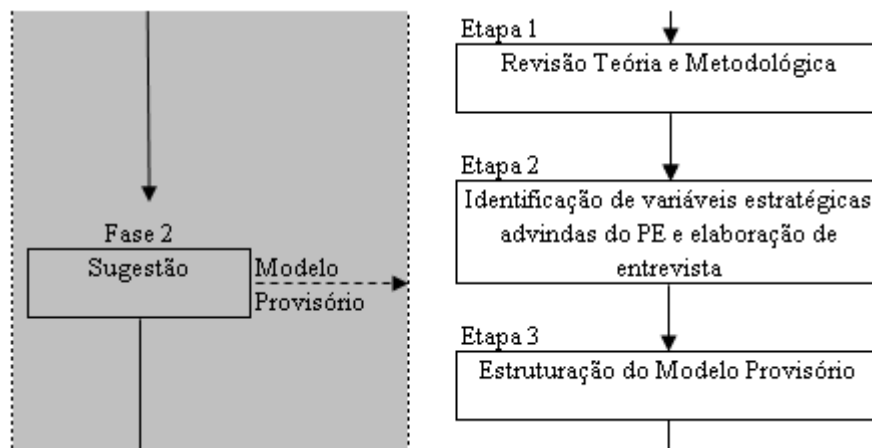 Fase 2
Sugestão
Modelo
Provisório
Etapa 1
Revisão Teória e Metodológica
Etapa 2
Identificação de variáveis estratégicas
advindas do PE e elaboração de
entrevista
Etapa 3
Estruturação do Modelo Provisório